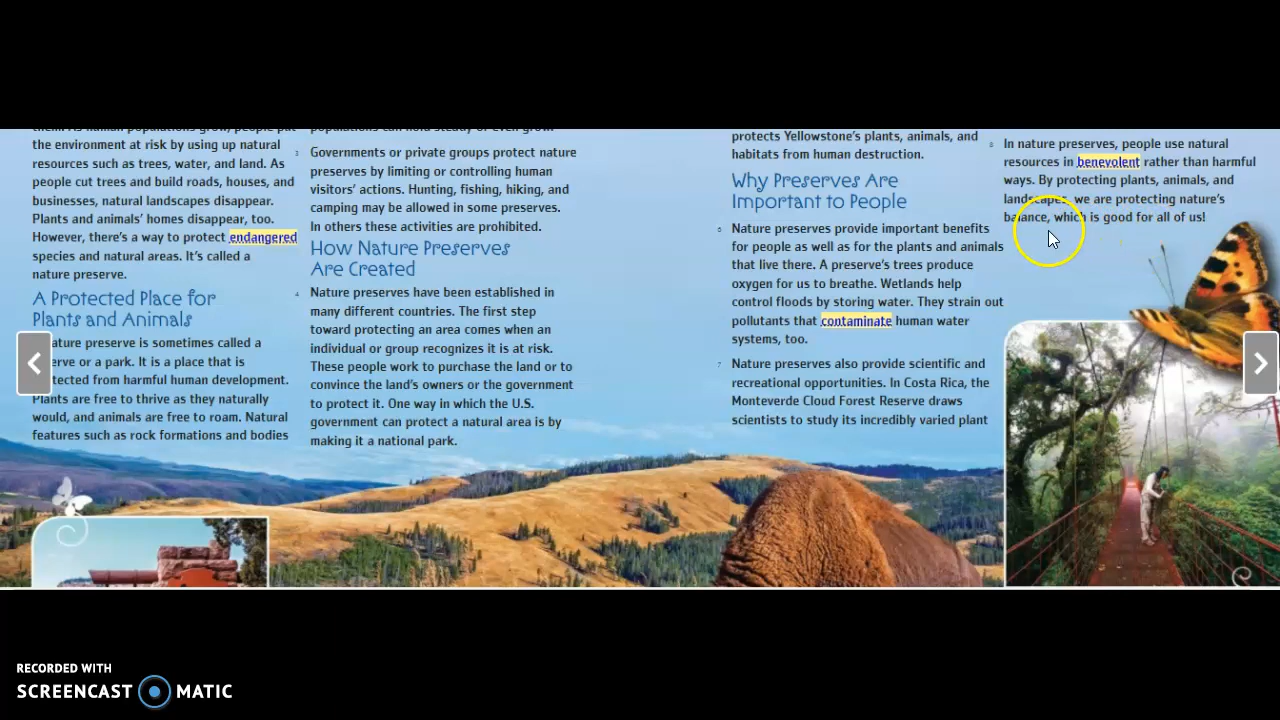 them. As human populations grow, people put
the environment at risk by using up natural
resources such as trees, water, and land. As
people cut trees and build roads, houses, and
businesses, natural landscapes disappear.
Plants and animals' homes disappear, too.
However, there's a way to protect endangered
species and natural areas. It's called a
nature preserve.
A Protected Place for
Plants and Animals
ature preserve is sometimes called a
erve or a park. It is a place that is
tected from harmful human development.
Plants are free to thrive as they naturally
would, and animals are free to roam. Natural
features such as rock formations and bodies
populations can hold steady or even grow.
3 Governments or private groups protect nature
preserves by limiting or controlling human
visitors' actions. Hunting, fishing, hiking, and
camping may be allowed in some preserves.
In others these activities are prohibited.
How Nature Preserves
Are Created
4 Nature preserves have been established in
many different countries. The first step
toward protecting an area comes when an
individual or group recognizes it is at risk.
These people work to purchase the land or to
convince the land's owners or the government
to protect it. One way in which the U.S.
government can protect a natural area is by
making it a national park.
protects Yellowstone's plants, animals, and
habitats from human destruction.
Why Preserves Are
Important to People
6 Nature preserves provide important benefits
for people as well as for the plants and animals
that live there. A preserve's trees produce
oxygen for us to breathe. Wetlands help
control floods by storing water. They strain out
pollutants that contaminate human water
systems, too.
7 Nature preserves also provide scientific and
recreational opportunities. In Costa Rica, the
Monteverde Cloud Forest Reserve draws
scientists to study its incredibly varied plant
8 In nature preserves, people use natural
resources in benevolent rather than harmful
ways. By protecting plants, animals, and
landscapes, we are protecting nature's
balance, which is good for all of us!
RECORDED WITH
SCREENCAST MATIC